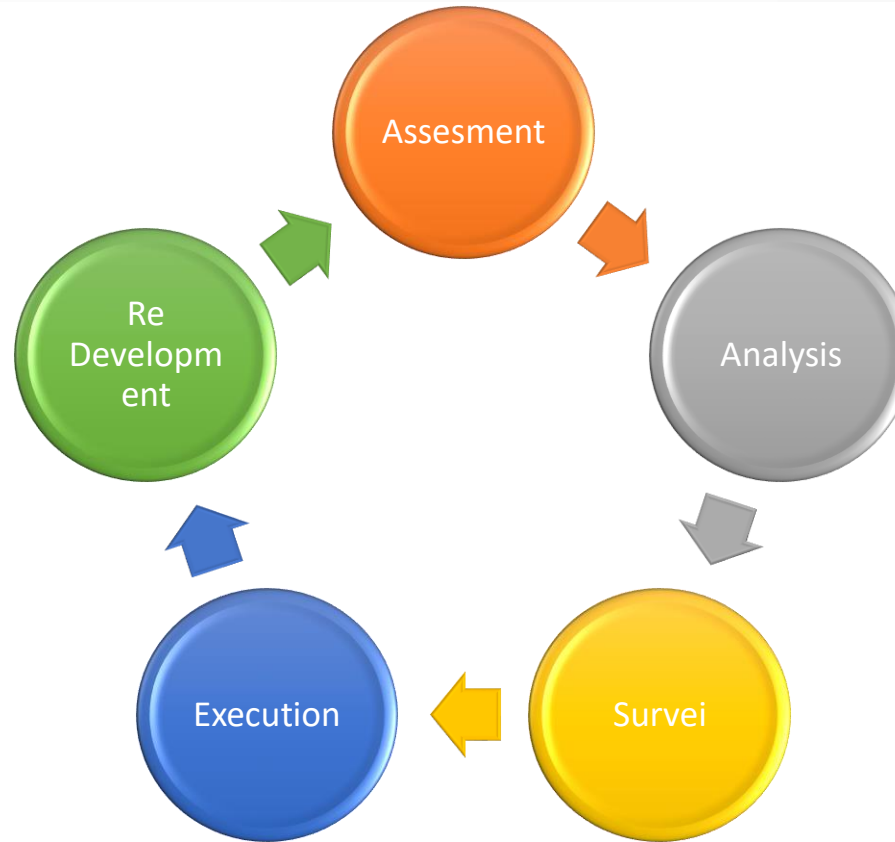 Assesment
Re
Developm
ent
Analysis
Execution
Survei